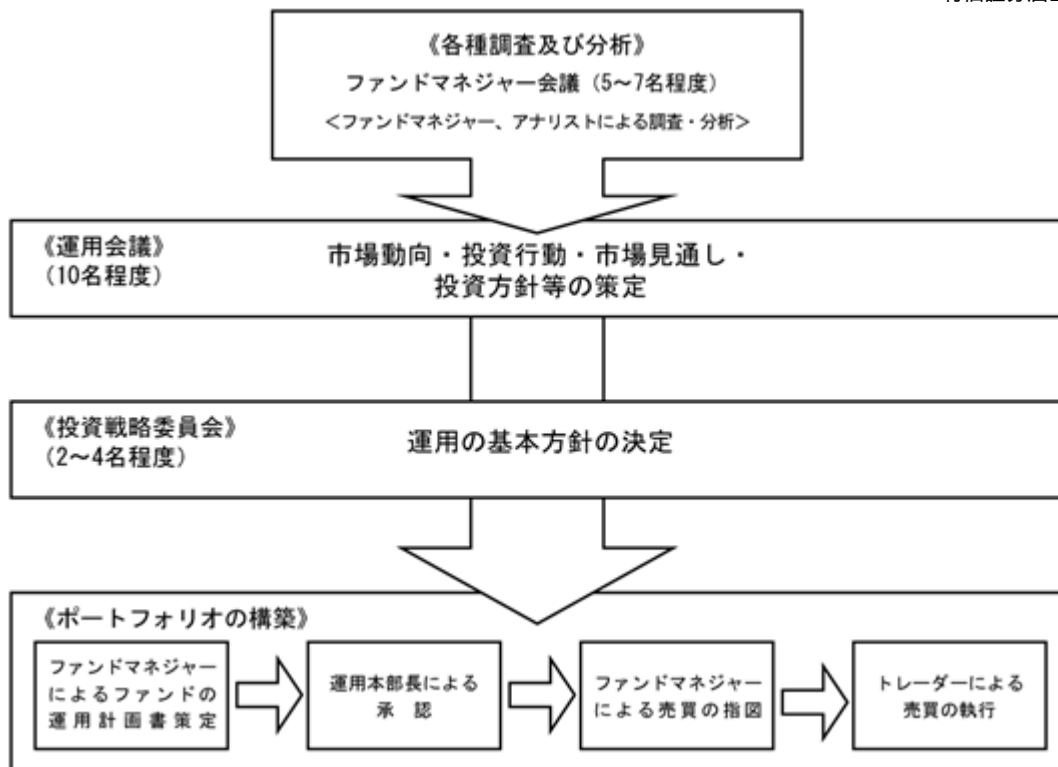 《各種調査及び分析》
ファンドマネジャー会議（5～7名程度）
＜ファンドマネジャー、アナリストによる調査・分析＞
《運用会議》
（10名程度）
市場動向・投資行動・市場見通し・
投資方針等の策定
《投資戦略委員会》
（2～4名程度）
運用の基本方針の決定
《ポートフォリオの構築》
ファンドマネジャー
によるファンドの
運用計画書策定
運用本部長による
承　認
ファンドマネジャー
による売買の指図
トレーダーによる
売買の執行